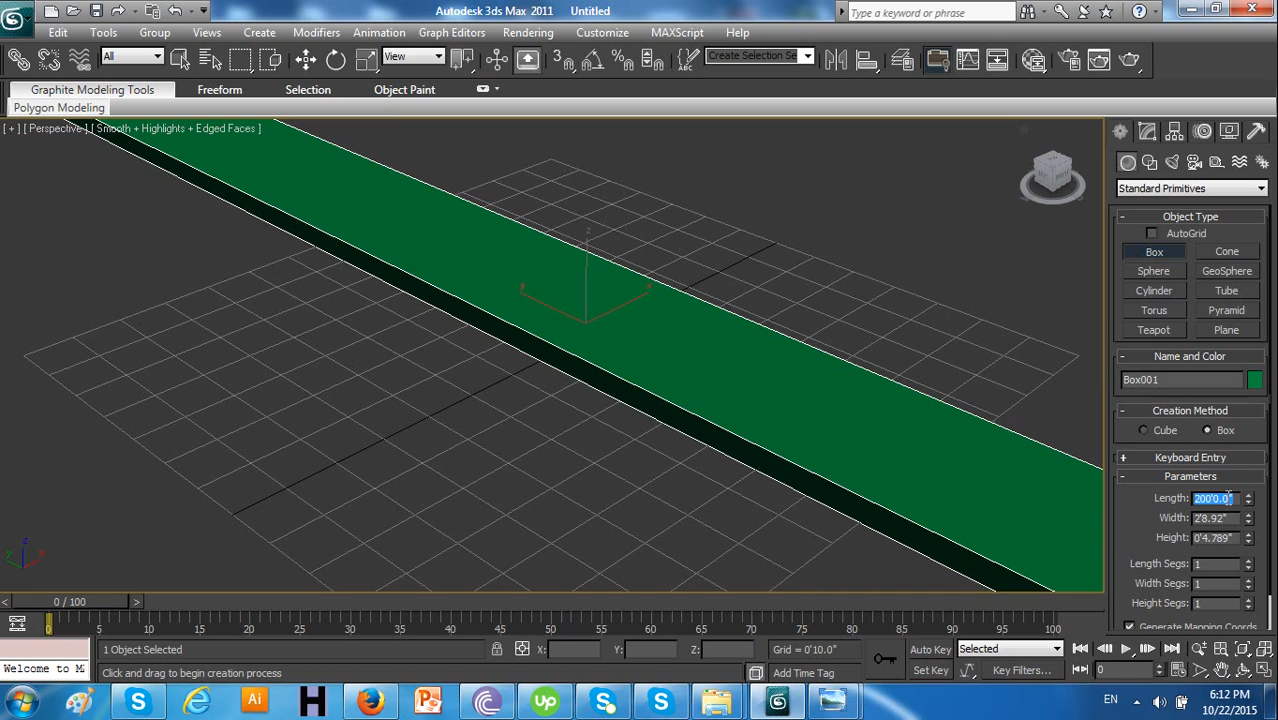 Autodesk 3ds Max 2011 Untitled
Type a keyword or phrase
Edit Tools Group Views Create Modifiers Animation Graph Editors Rendering Customize MAXScript Help
All View Create Selection Se
Graphite Modeling Tools Freeform Selection Object Paint
Polygon Modeling
[ + ] [ Perspective ] [ Smooth + Highlights + Edged Faces ]
Standard Primitives
- Object Type
AutoGrid
Box Cone
Sphere GeoSphere
Cylinder Tube
Torus Pyramid
Teapot Plane
- Name and Color
Box001
- Creation Method
Cube Box
+ Keyboard Entry
- Parameters
Length: 200'0.0"
Width: 2'8.92"
Height: 0'4.789"
Length Segs: 1
Width Segs: 1
Height Segs: 1
Generate Mapping Coords
z
y x
z
y x
< 0 / 100 >
0 5 10 15 20 25 30 35 40 45 50 55 60 65 70 75 80 85 90 95 100
1 Object Selected X: Y: Z: Grid = 0'10.0" Auto Key Selected
Welcome to M Click and drag to begin creation process Add Time Tag Set Key Key Filters... 0
Ai H Up
EN 6:12 PM
10/22/2015